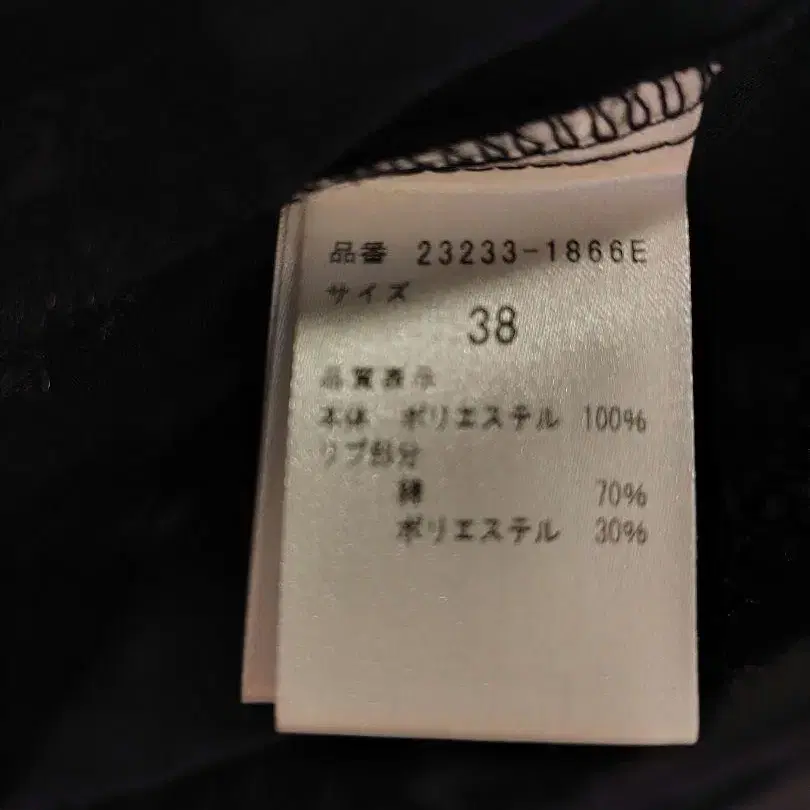 品番 23233-1866E
サイズ
38
品質表示
本体 ポリエステル 100%
リブ部分
綿 70%
ポリエステル 30%